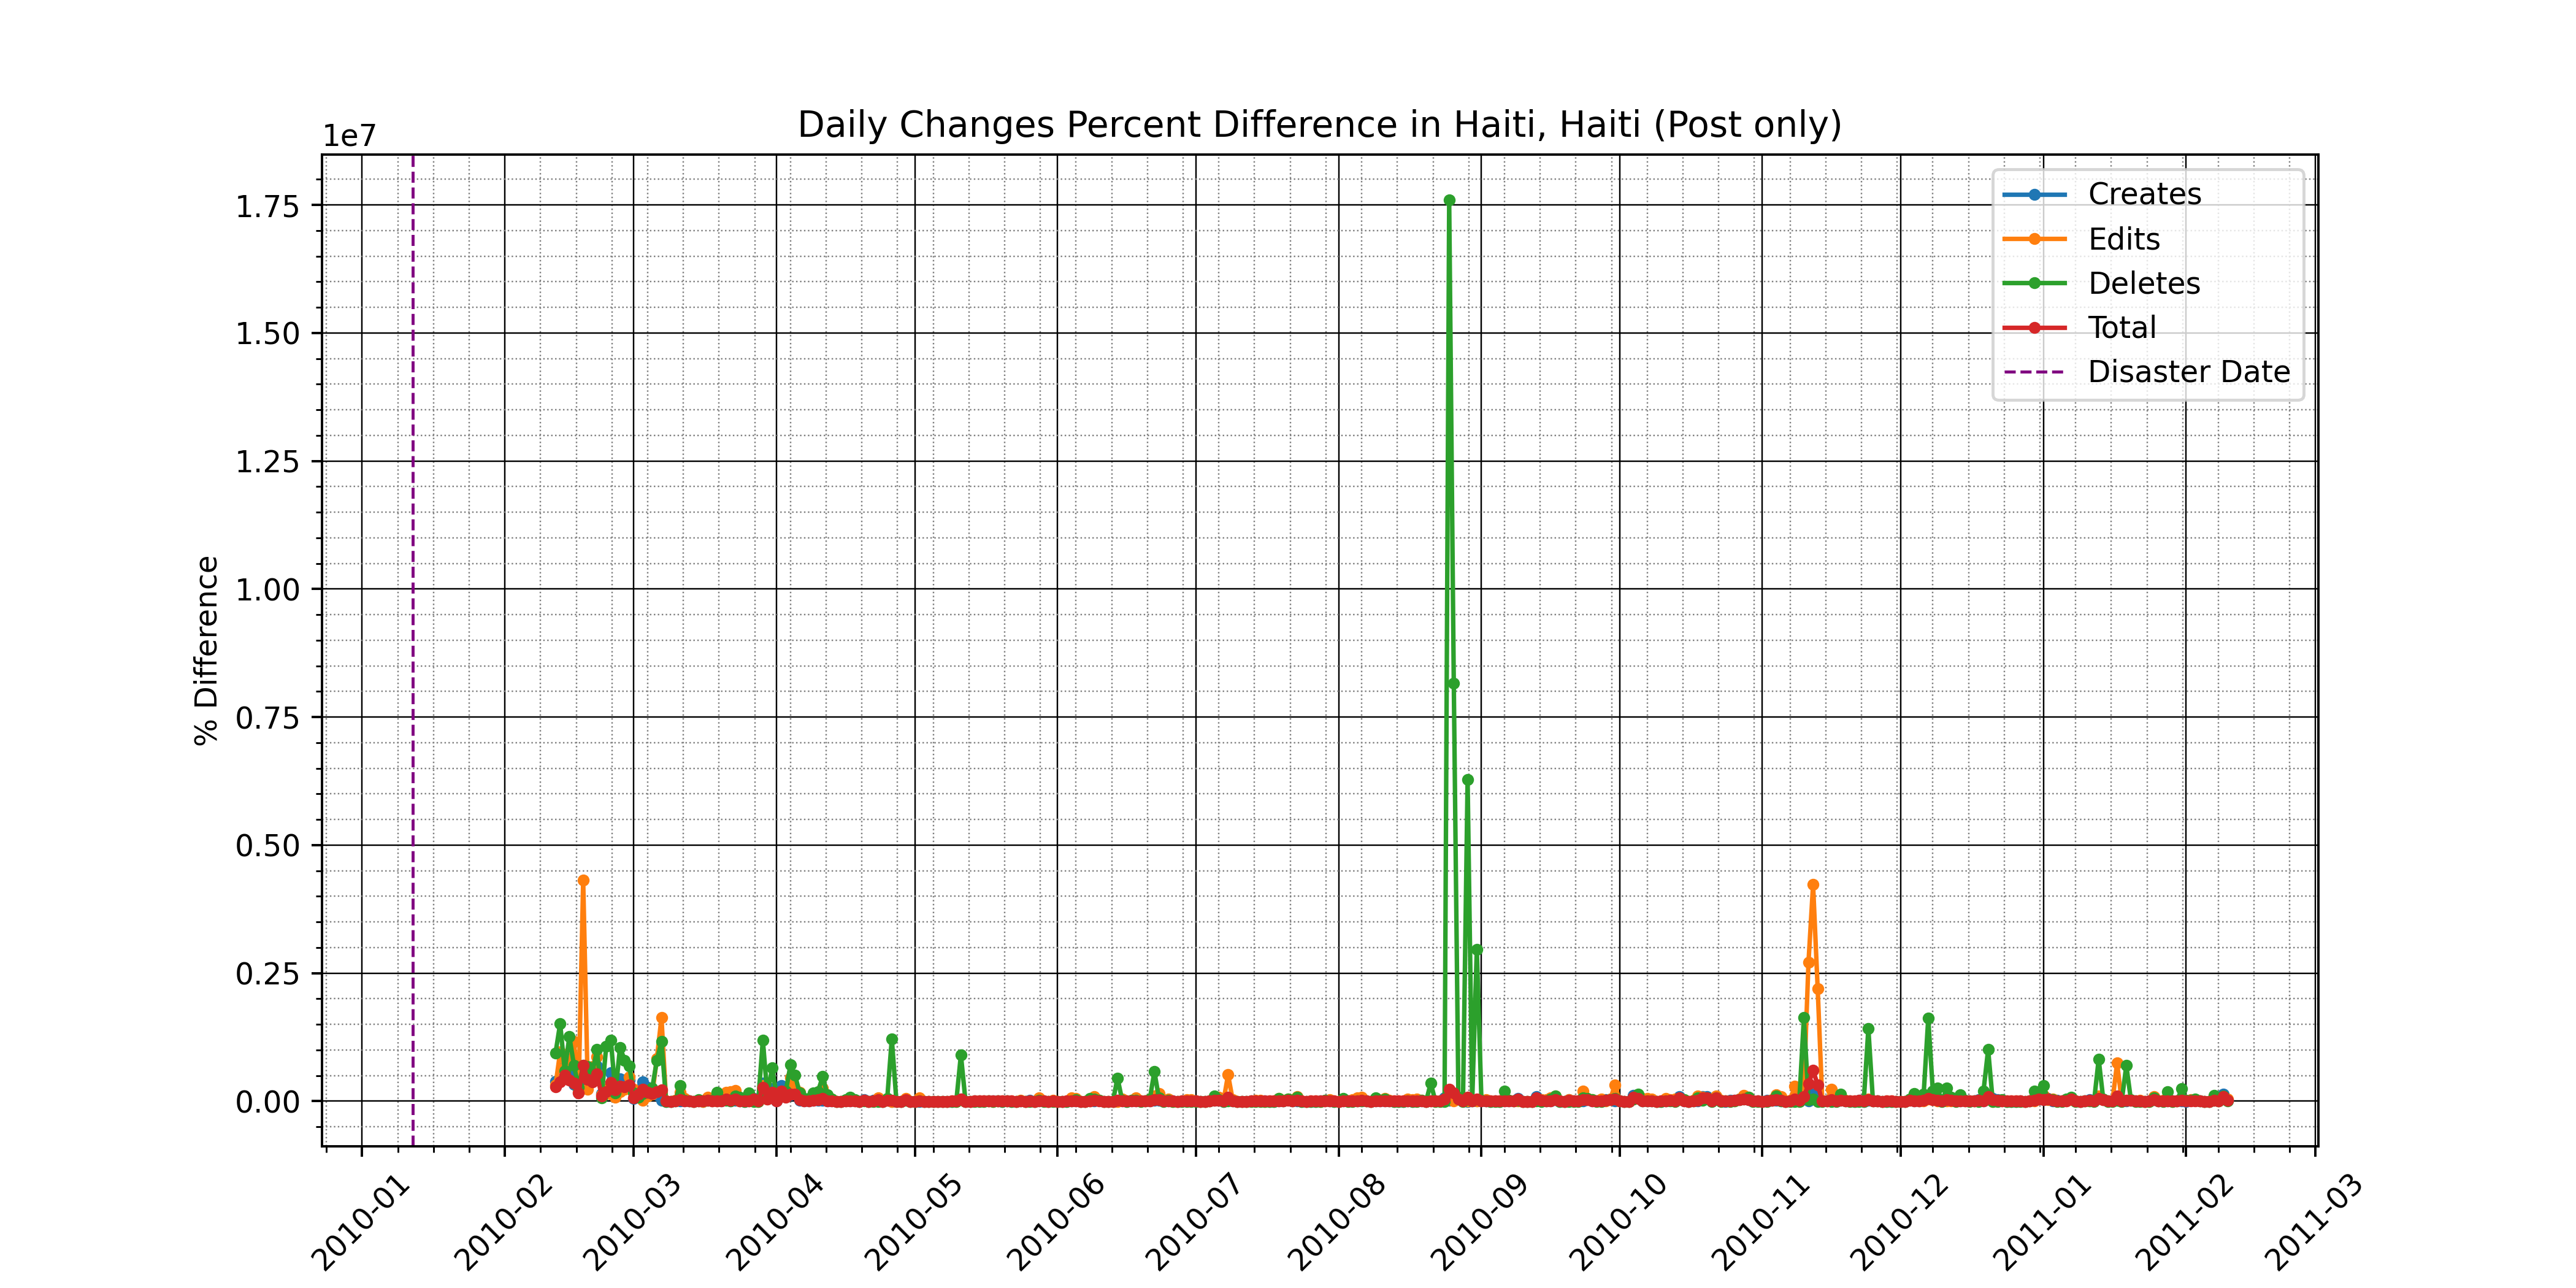 Daily Changes Percent Difference in Haiti, Haiti (Post only)
1e7
1.75
1.50
1.25
1.00
0.75
0.50
0.25
0.00
% Difference
Creates
Edits
Deletes
Total
Disaster Date
2010-01
2010-02
2010-03
2010-04
2010-05
2010-06
2010-07
2010-08
2010-09
2010-10
2010-11
2010-12
2011-01
2011-02
2011-03